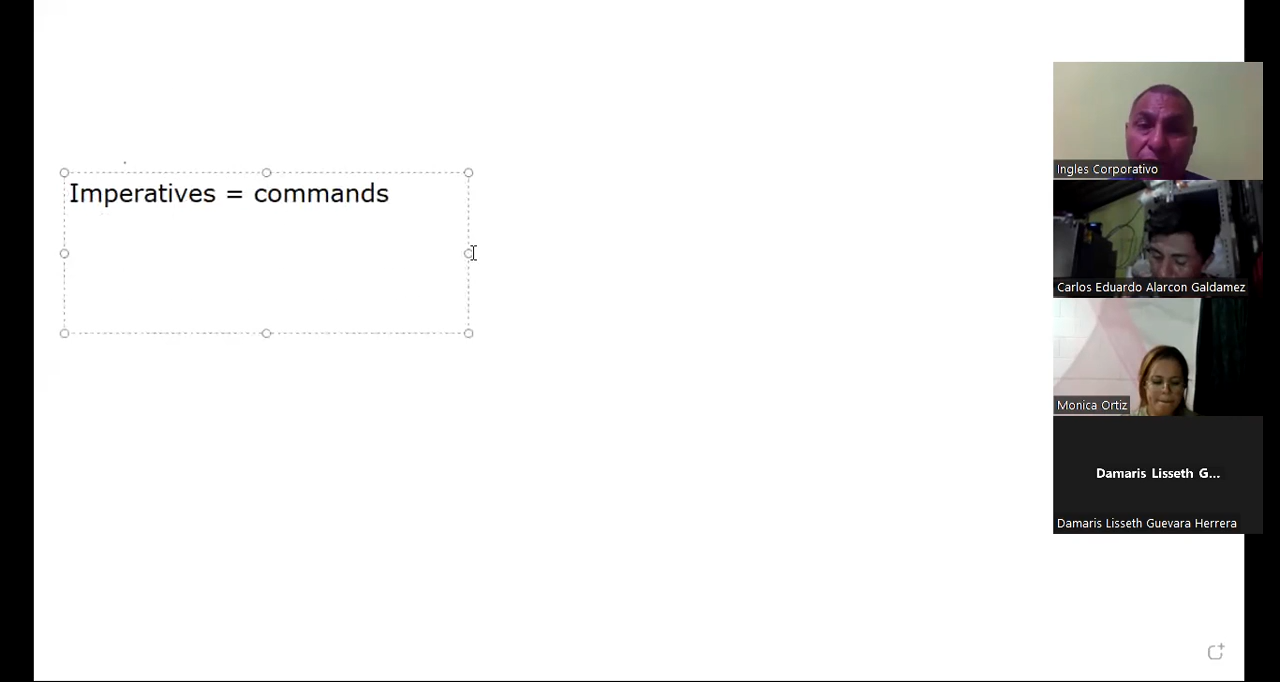 Imperatives = commands
Ingles Corporativo
Carlos Eduardo Alarcon Galdamez
Monica Ortiz
Damaris Lisseth G...
Damaris Lisseth Guevara Herrera